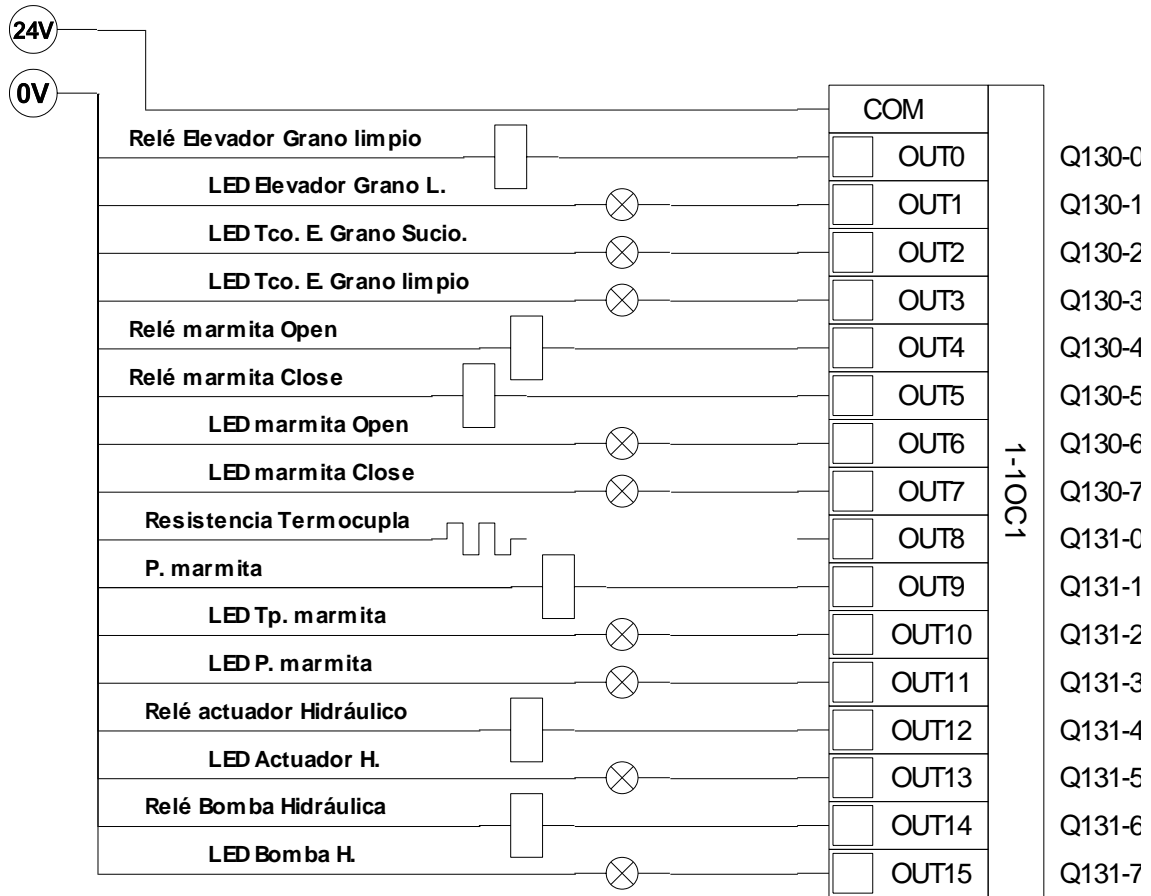 24V
0V
COM
Relé Elevador Grano limpio OUT0 Q130-0
LED Elevador Grano L. OUT1 Q130-1
LED Tco. E. Grano Sucio. OUT2 Q130-2
LED Tco. E. Grano limpio OUT3 Q130-3
Relé marmita Open OUT4 Q130-4
Relé marmita Close OUT5 Q130-5
LED marmita Open OUT6 Q130-6
LED marmita Close OUT7 Q130-7
Resistencia Termocupla OUT8 Q131-0
P. marmita OUT9 Q131-1
LED Tp. marmita OUT10 Q131-2
LED P. marmita OUT11 Q131-3
Relé actuador Hidráulico OUT12 Q131-4
LED Actuador H. OUT13 Q131-5
Relé Bomba Hidráulica OUT14 Q131-6
LED Bomba H. OUT15 Q131-7
1-1OC1